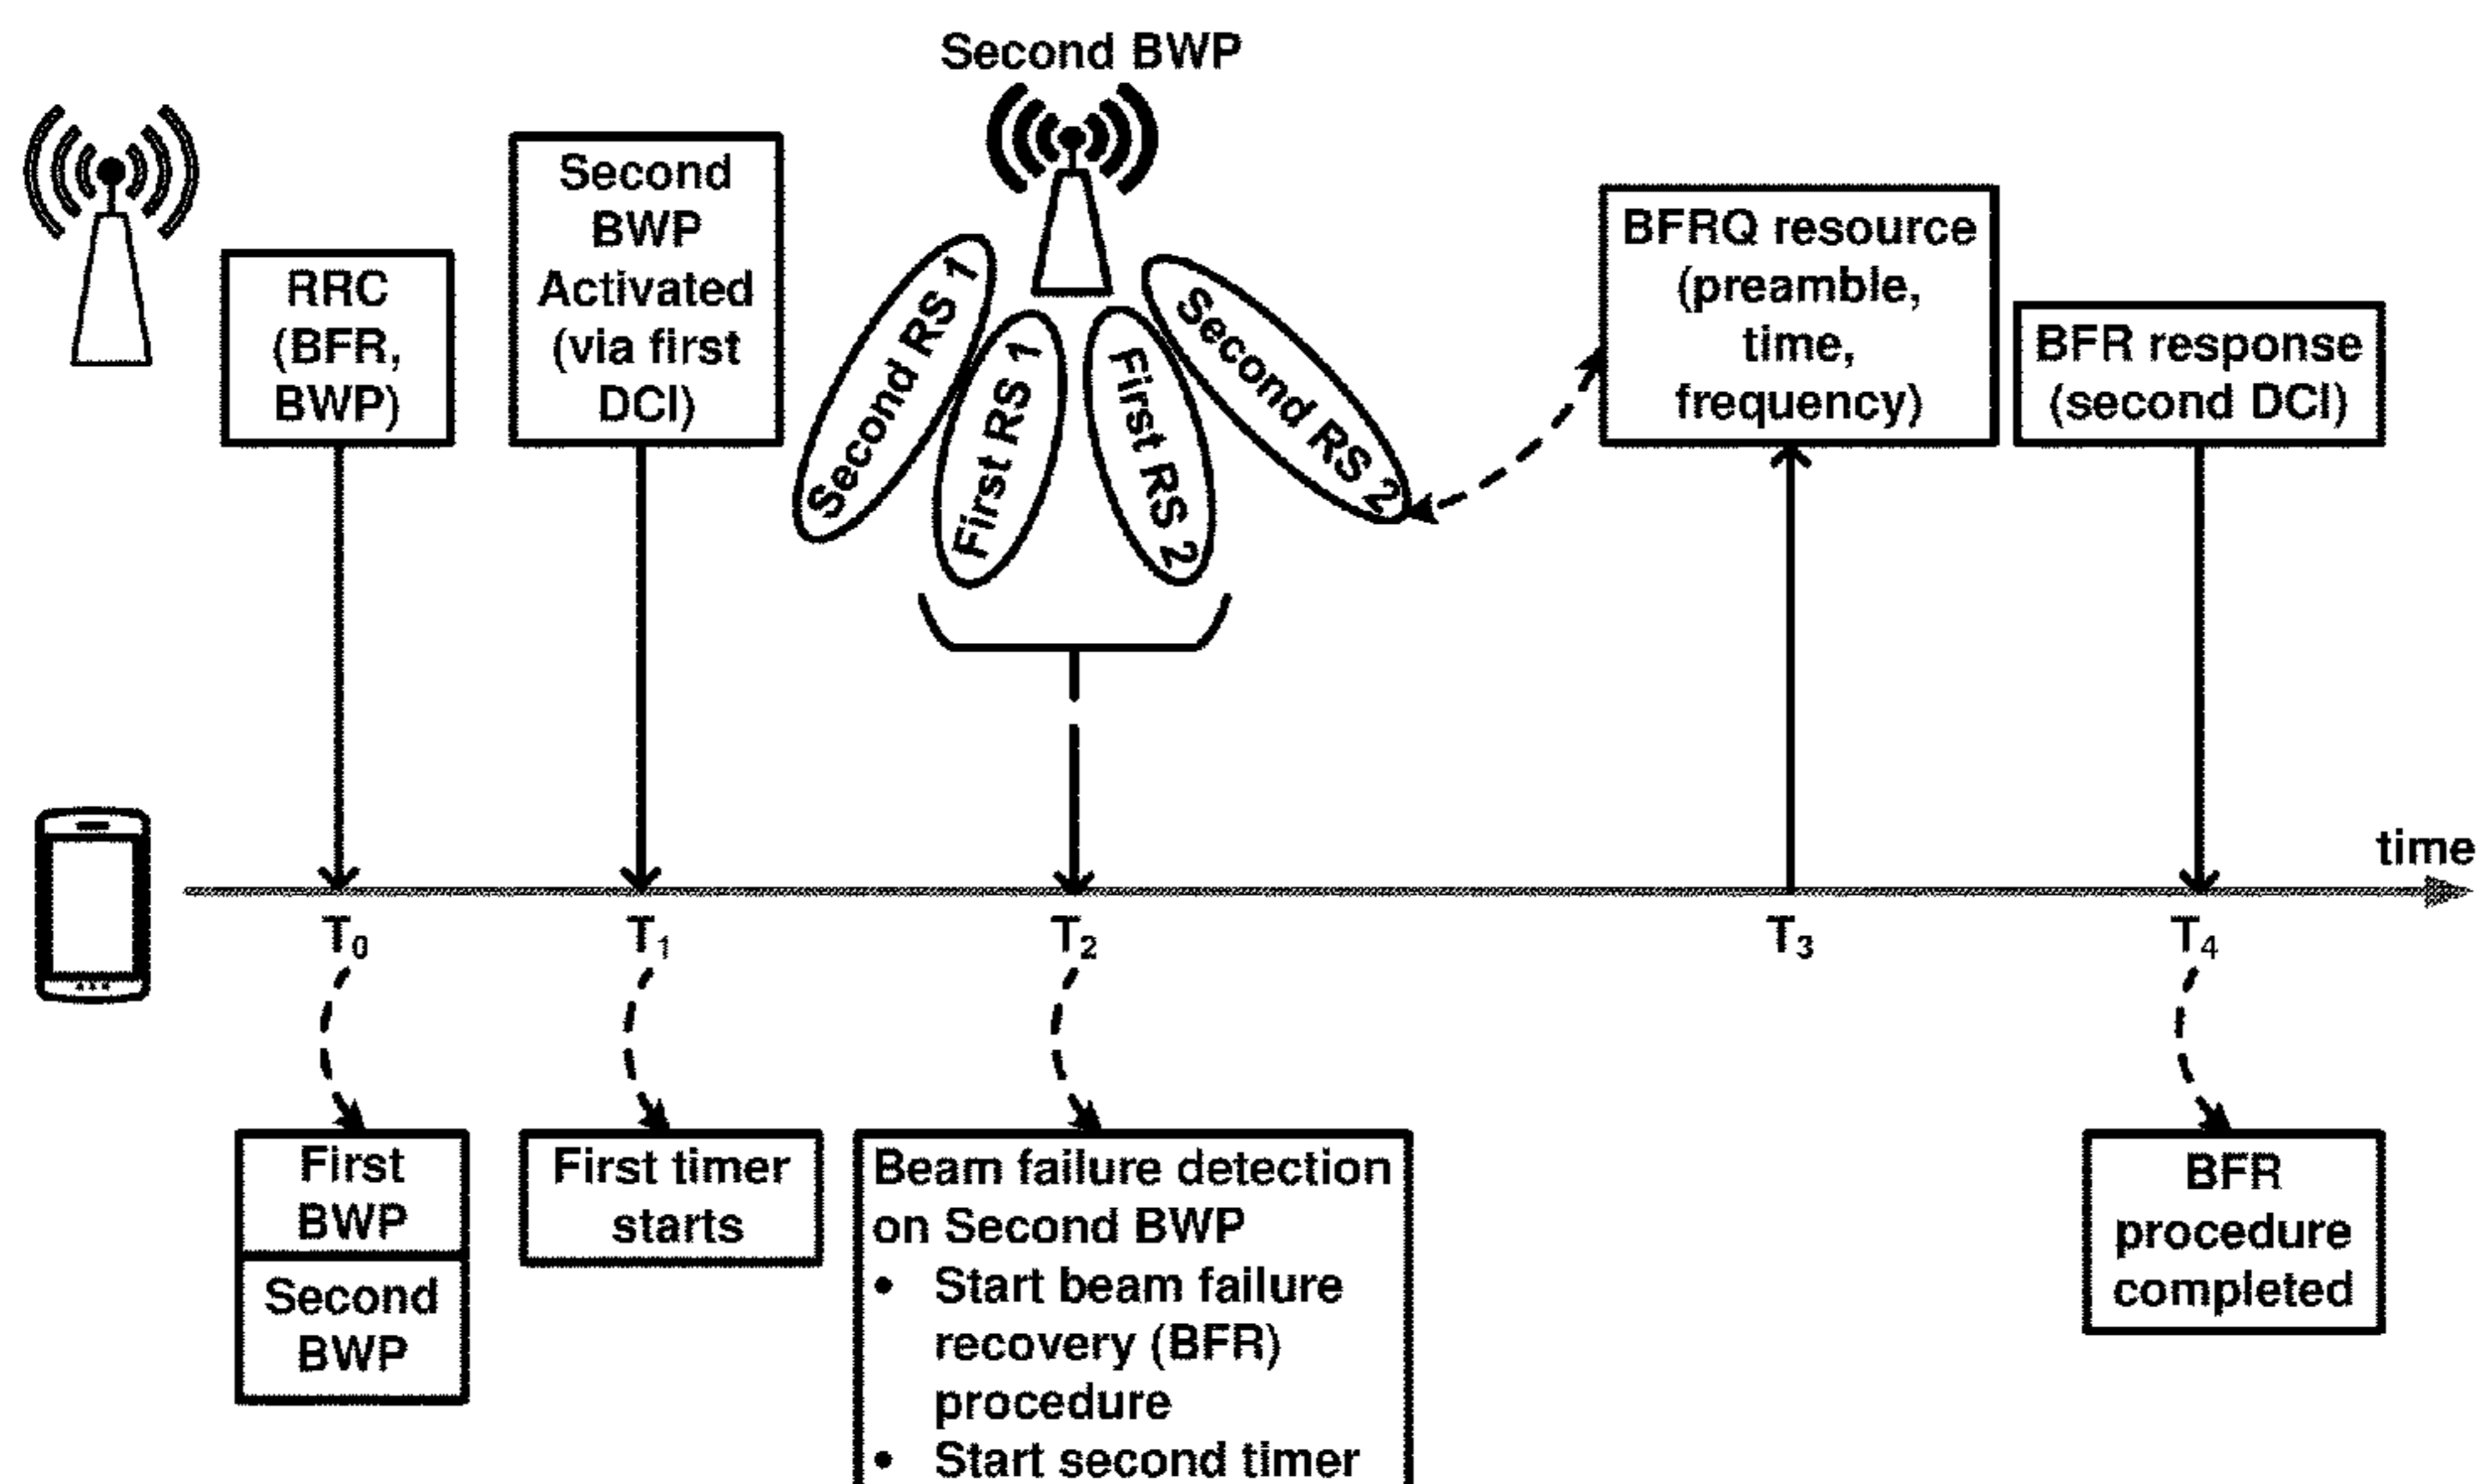 Second BWP
RRC
(BFR,
BWP)
Second
BWP
Activated
(via first
DCI)
Second RS 1
First RS 1
First RS 2
Second RS 2
BFRQ resource
(preamble,
time,
frequency)
BFR response
(second DCI)
time
T0
T1
T2
T3
T4
First
BWP
Second
BWP
First timer
starts
Beam failure detection
on Second BWP
• Start beam failure
recovery (BFR)
procedure
• Start second timer
BFR
procedure
completed